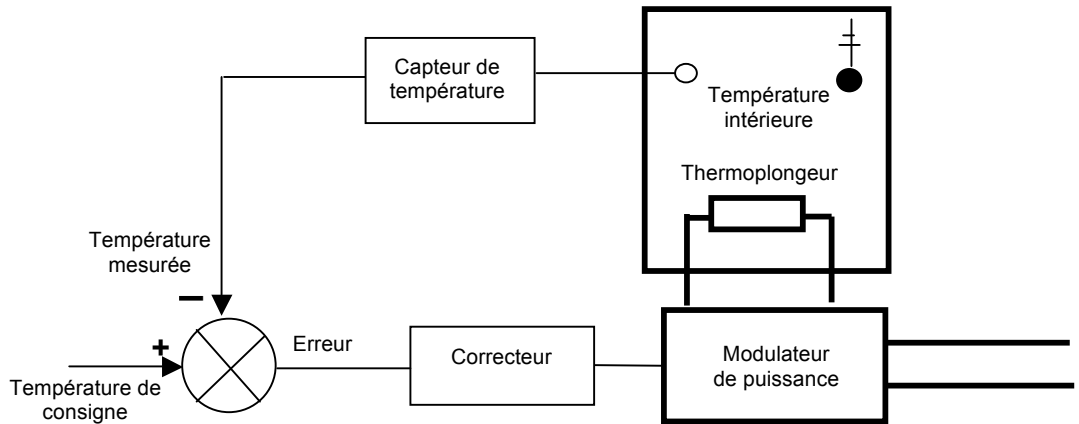 Capteur de
température
Température
intérieure
Thermoplongeur
Température
mesurée
−
+
Erreur
Correcteur
Modulateur
de puissance
Température de
consigne